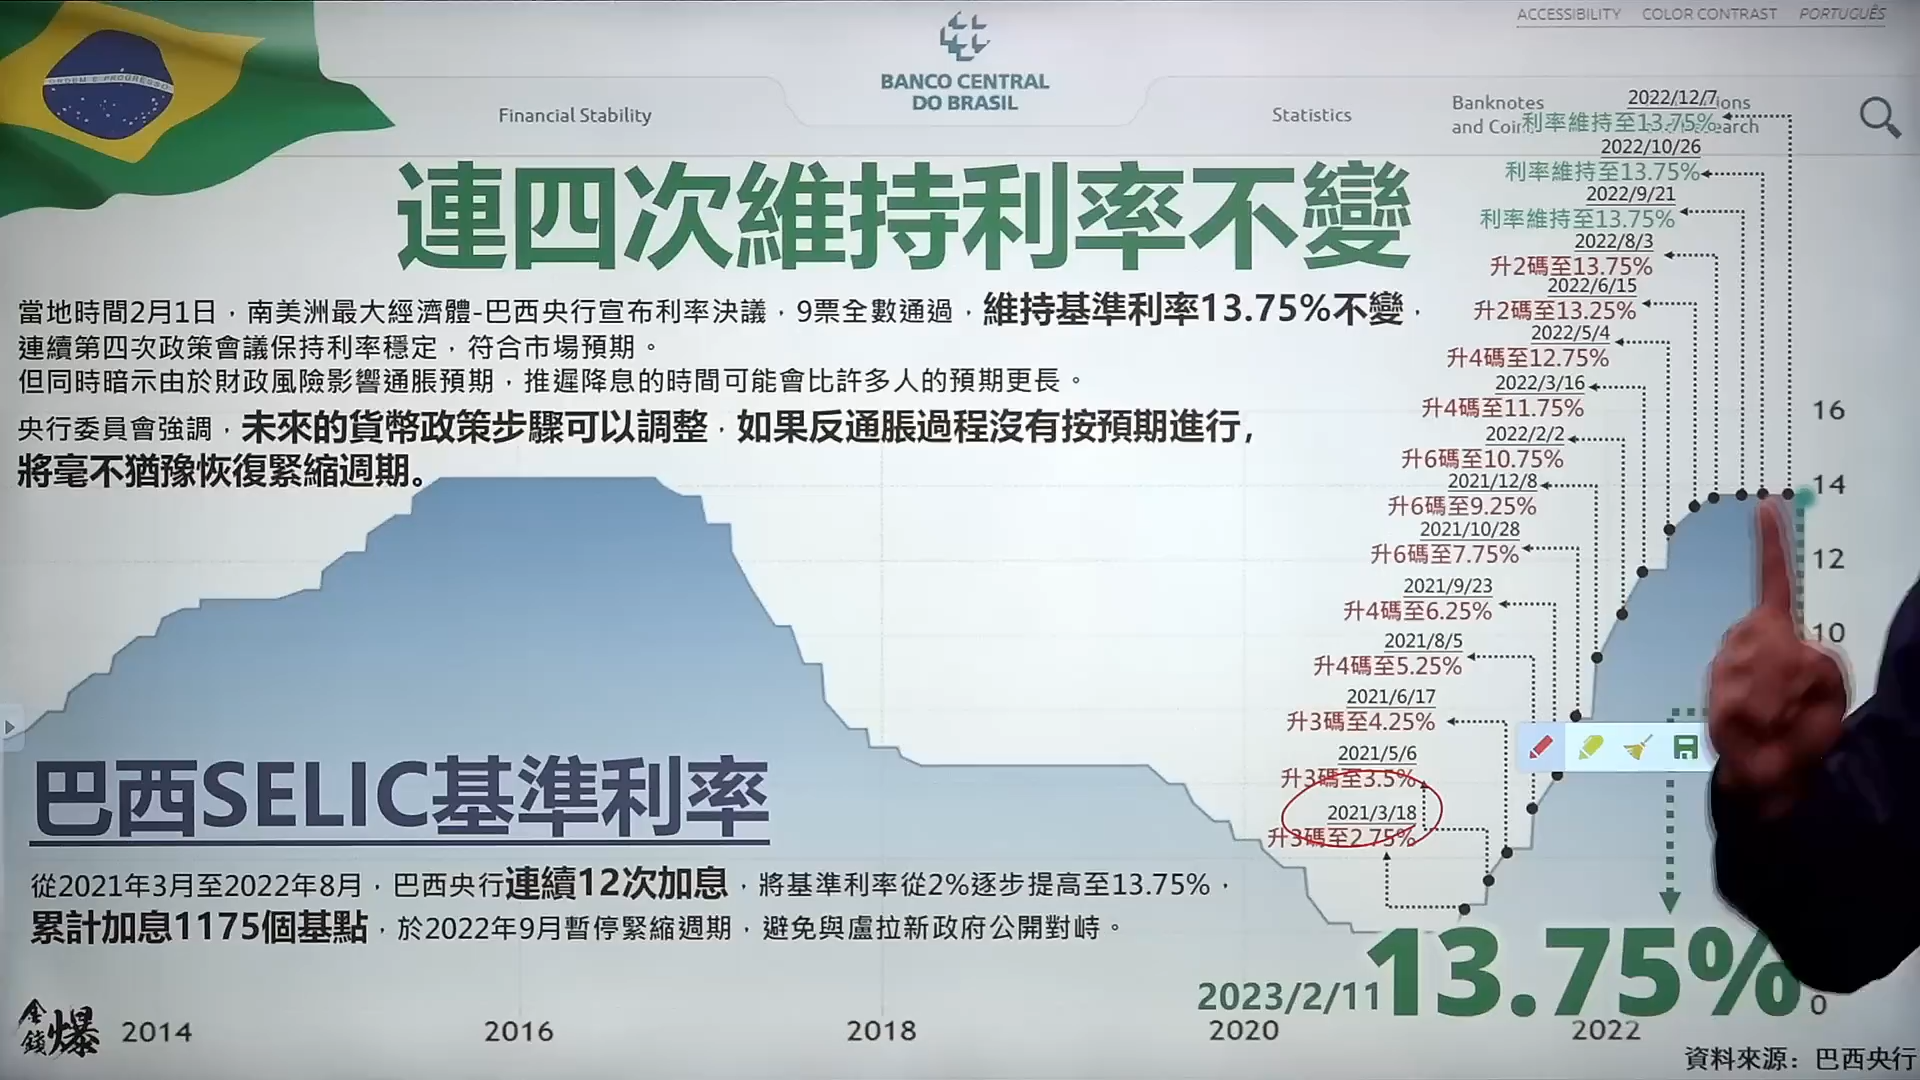 ACCESSIBILITY COLOR CONTRAST PORTUGUÊS
ORDEM E PROGRESSO
BANCO CENTRAL
DO BRASIL
Financial Stability
Statistics
Banknotes
and Coin
連四次維持利率不變
當地時間2月1日，南美洲最大經濟體-巴西央行宣布利率決議，9票全數通過，維持基準利率13.75%不變，
連續第四次政策會議保持利率穩定，符合市場預期。
但同時暗示由於財政風險影響通脹預期，推遲降息的時間可能會比許多人的預期更長。
央行委員會強調，未來的貨幣政策步驟可以調整，如果反通脹過程沒有按預期進行，
將毫不猶豫恢復緊縮週期。
2022/12/7
利率維持至13.75%
2022/10/26
利率維持至13.75%
2022/9/21
利率維持至13.75%
2022/8/3
升2碼至13.75%
2022/6/15
升2碼至13.25%
2022/5/4
升4碼至12.75%
2022/3/16
升4碼至11.75%
2022/2/2
升6碼至10.75%
2021/12/8
升6碼至9.25%
2021/10/28
升6碼至7.75%
2021/9/23
升4碼至6.25%
2021/8/5
升4碼至5.25%
2021/6/17
升3碼至4.25%
2021/5/6
升3碼至3.5%
2021/3/18
升3碼至2.75%
16
14
12
10
0
巴西SELIC基準利率
從2021年3月至2022年8月，巴西央行連續12次加息，將基準利率從2%逐步提高至13.75%，
累計加息1175個基點，於2022年9月暫停緊縮週期，避免與盧拉新政府公開對峙。
2023/2/11
13.75%
金錢爆
2014 2016 2018 2020 2022
資料來源：巴西央行